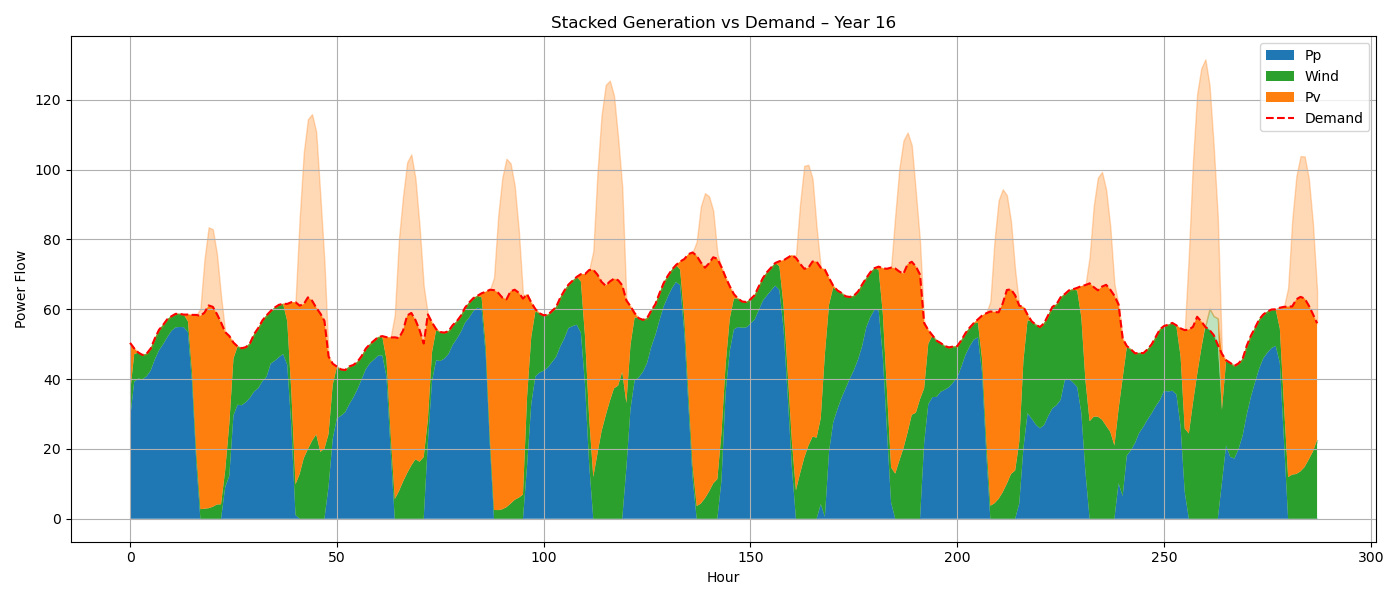 Stacked Generation vs Demand – Year 16
Pp
Wind
Pv
Demand
Power Flow
120
100
80
60
40
20
0
0 50 100 150 200 250 300
Hour